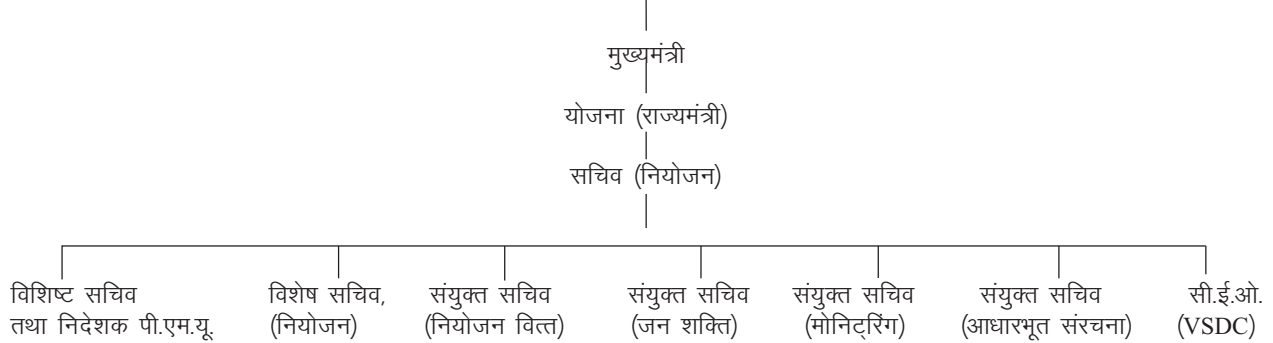 मुख्यमंत्री
योजना (राज्यमंत्री)
सचिव (नियोजन)
विशिष्ट सचिव
तथा निदेशक पी.एम.यू.
विशेष सचिव,
(नियोजन)
संयुक्त सचिव
(नियोजन वित्त)
संयुक्त सचिव
(जन शक्ति)
संयुक्त सचिव
(मोनिट्रिंग)
संयुक्त सचिव
(आधारभूत संरचना)
सी.ई.ओ.
(VSDC)